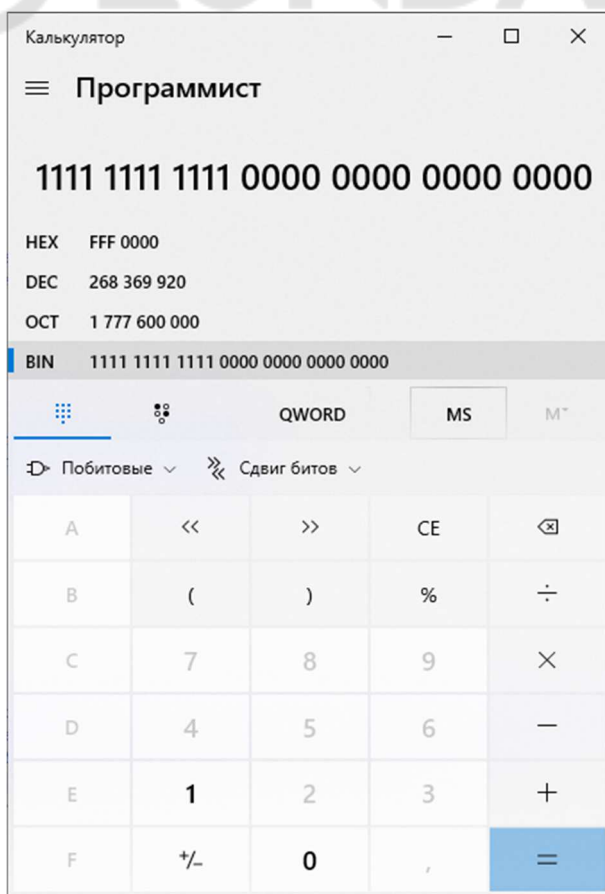 Калькулятор
Программист
1111 1111 1111 0000 0000 0000 0000
HEX FFF 0000
DEC 268 369 920
OCT 1 777 600 000
BIN 1111 1111 1111 0000 0000 0000 0000
QWORD MS M
Побитовые Сдвиг битов
A << >> CE
B ( ) % ÷
C 7 8 9 ×
D 4 5 6 −
E 1 2 3 +
F +/− 0 , =